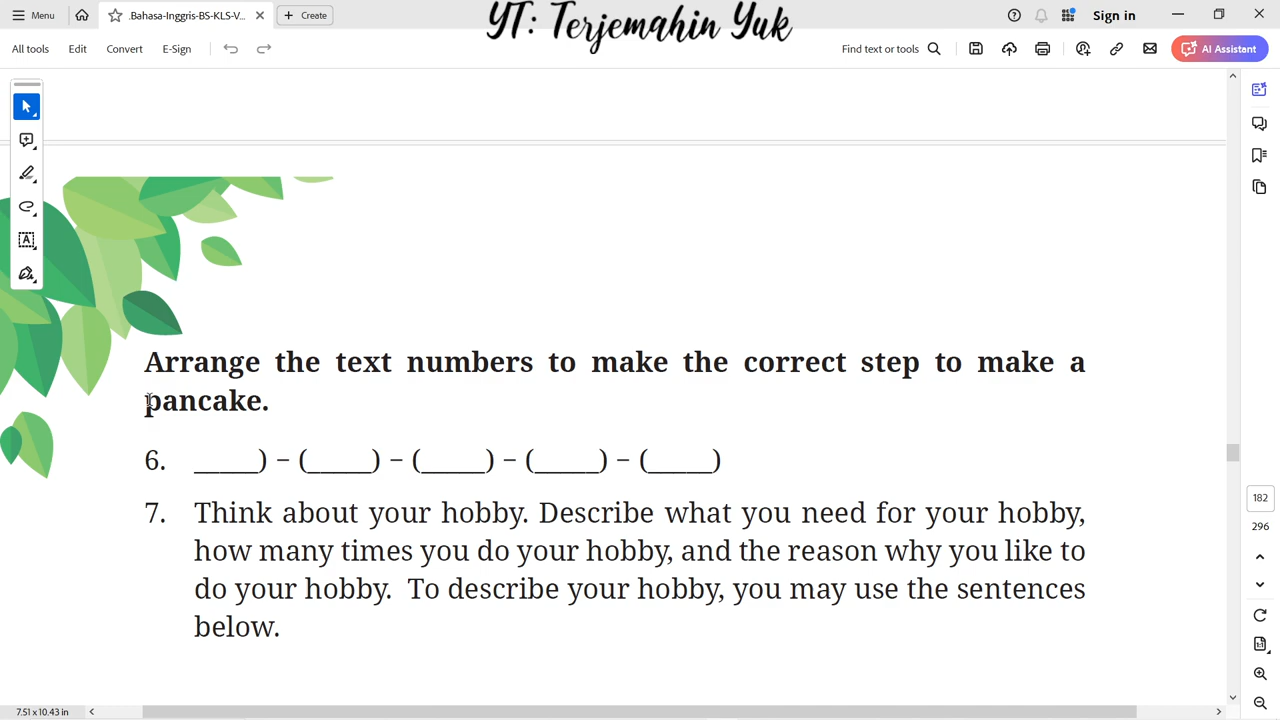 Menu
.Bahasa-Inggris-BS-KLS-V...
Create
YT: Terjemahin Yuk
Sign in
All tools
Edit
Convert
E-Sign
Find text or tools
AI Assistant
Arrange the text numbers to make the correct step to make a
pancake.
6. _____) – (_____) – (_____) – (_____) – (_____)
7. Think about your hobby. Describe what you need for your hobby,
how many times you do your hobby, and the reason why you like to
do your hobby. To describe your hobby, you may use the sentences
below.
182
296
7.51 x 10.43 in